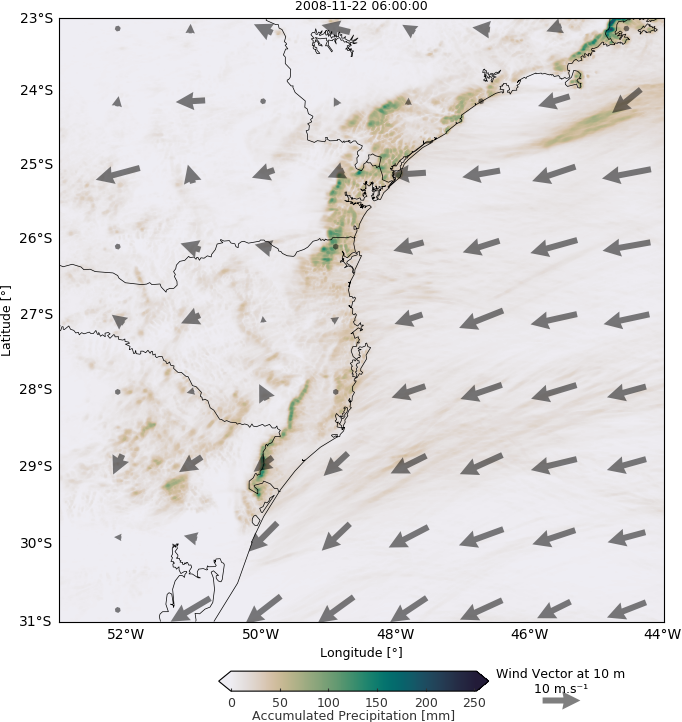 2008-11-22 06:00:00
23°S
24°S
25°S
26°S
27°S
28°S
29°S
30°S
31°S
Latitude [°]
52°W 50°W 48°W 46°W 44°W
Longitude [°]
0 50 100 150 200 250
Accumulated Precipitation [mm]
Wind Vector at 10 m
10 m.s⁻¹